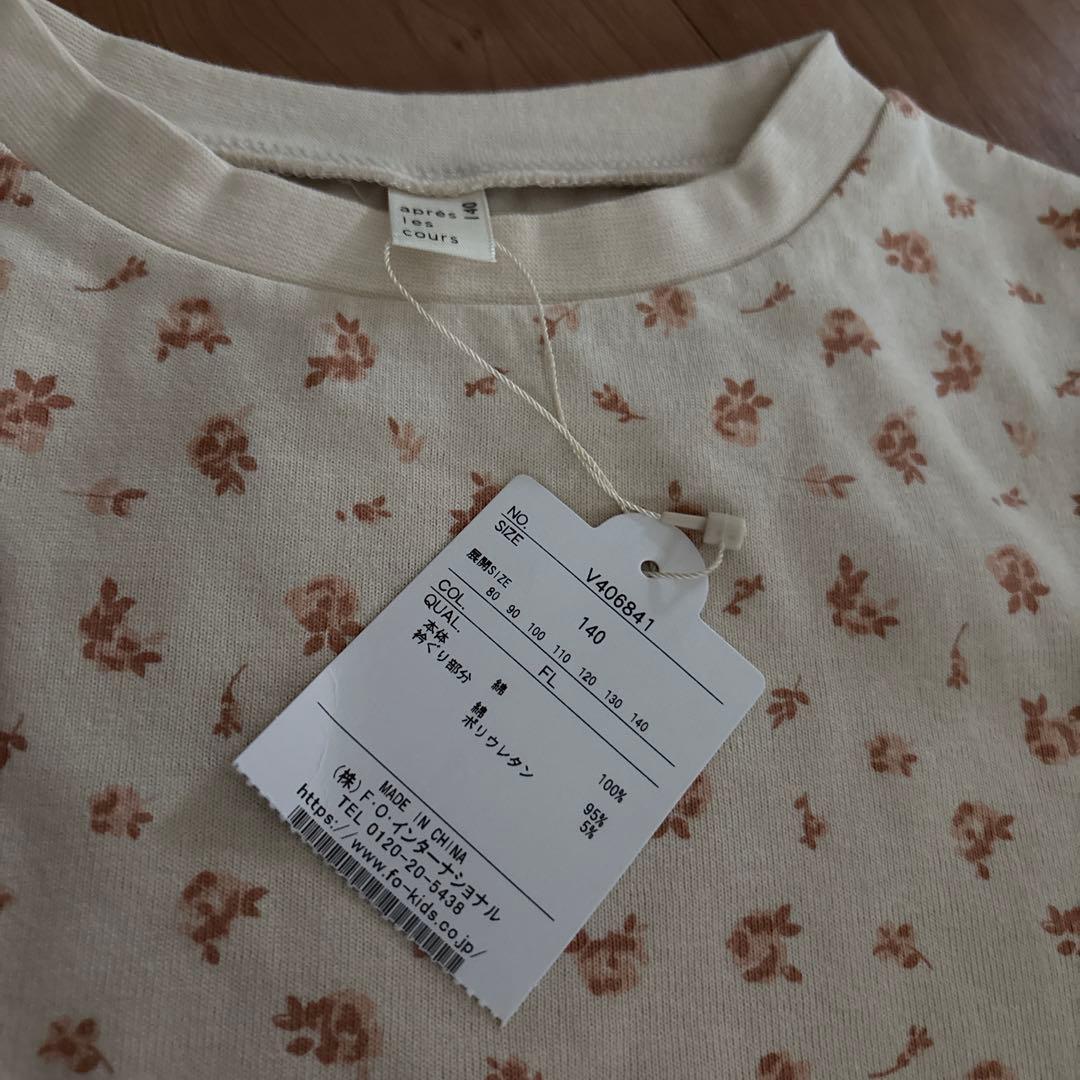 après
les
cours
140
NO. V406841
SIZE 140
展開SIZE 80 90 100 110 120 130 140
COL. FL
QUAL.
本体 綿 100%
衿ぐり部分 綿 95%
ポリウレタン 5%
MADE IN CHINA
(株)F・O・インターナショナル
TEL 0120-20-5438
https://www.fo-kids.co.jp/